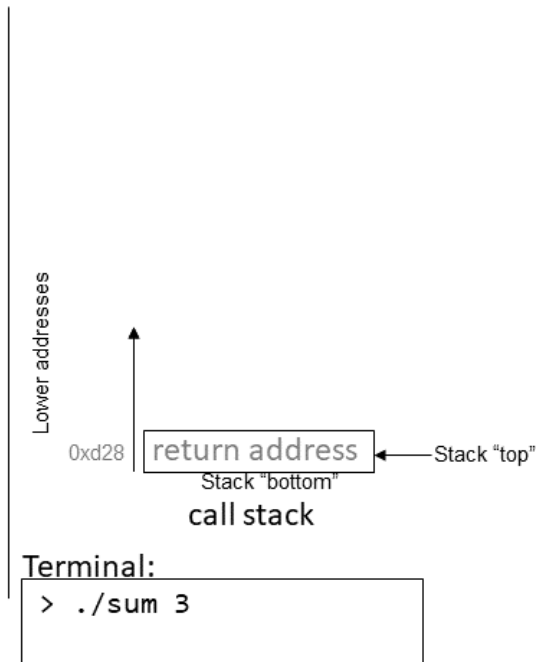 Lower addresses
0xd28
return address
Stack “top”
Stack “bottom”
call stack
Terminal:
> ./sum 3